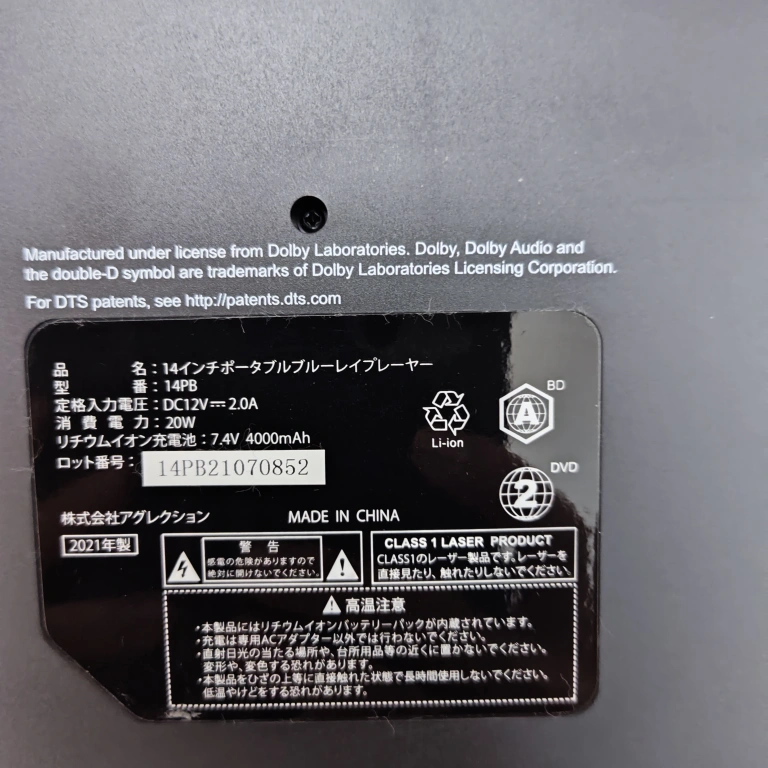 Manufactured under license from Dolby Laboratories. Dolby, Dolby Audio and
the double-D symbol are trademarks of Dolby Laboratories Licensing Corporation.
For DTS patents, see http://patents.dts.com
品 名：14インチポータブルブルーレイプレーヤー
型 番：14PB
定格入力電圧：DC12V⎓2.0A
消 費 電 力：20W
リチウムイオン充電池：7.4V 4000mAh
ロット番号：14PB21070852
Li-ion
A
BD
2
DVD
株式会社アグレクション
MADE IN CHINA
2021年製
警 告
感電の危険がありますので
絶対に開けないでください。
CLASS 1 LASER PRODUCT
CLASS1のレーザー製品です。レーザーを
直接見たり、触れたりしないでください。
高温注意
・本製品にはリチウムイオンバッテリーパックが内蔵されています。
・充電は専用ACアダプター以外では行わないでください。
・直射日光の当たる場所や、台所用品等の近くに置かないでください。
変形や、変色する恐れがあります。
・本製品をひざの上等に直接触れた状態で長時間使用しないでください。
低温やけどをする恐れがあります。